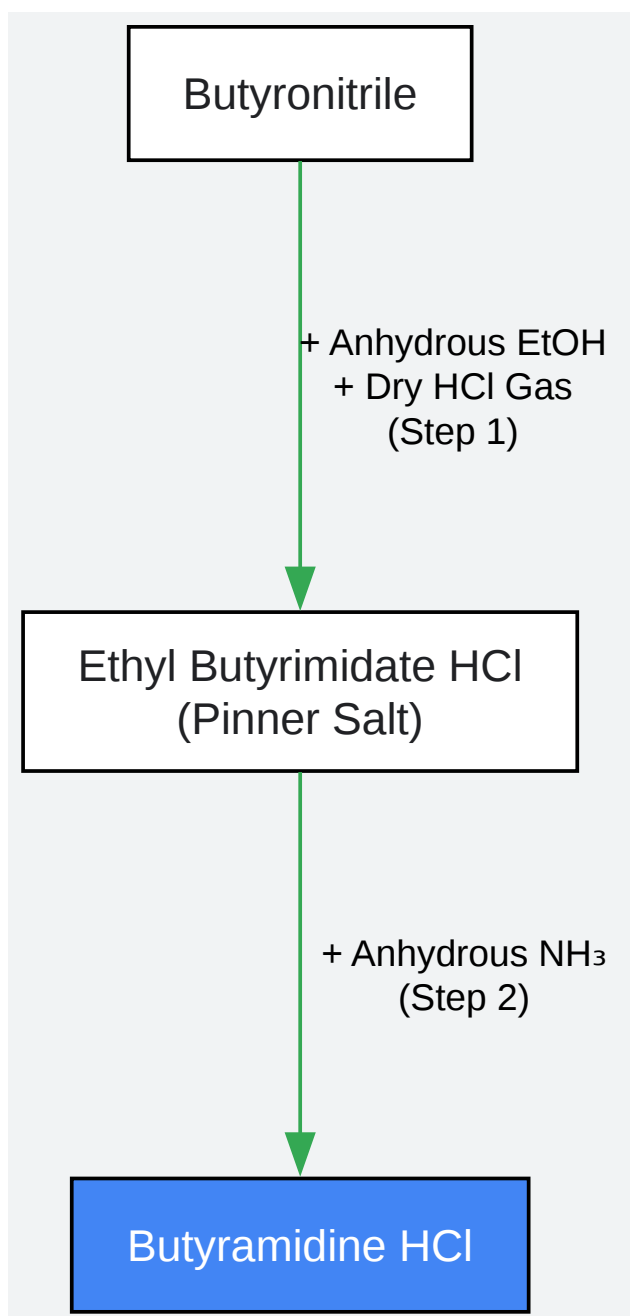 Butyronitrile
+ Anhydrous EtOH
+ Dry HCl Gas
(Step 1)
Ethyl Butyrimidate HCl
(Pinner Salt)
+ Anhydrous NH₃
(Step 2)
Butyramidine HCl